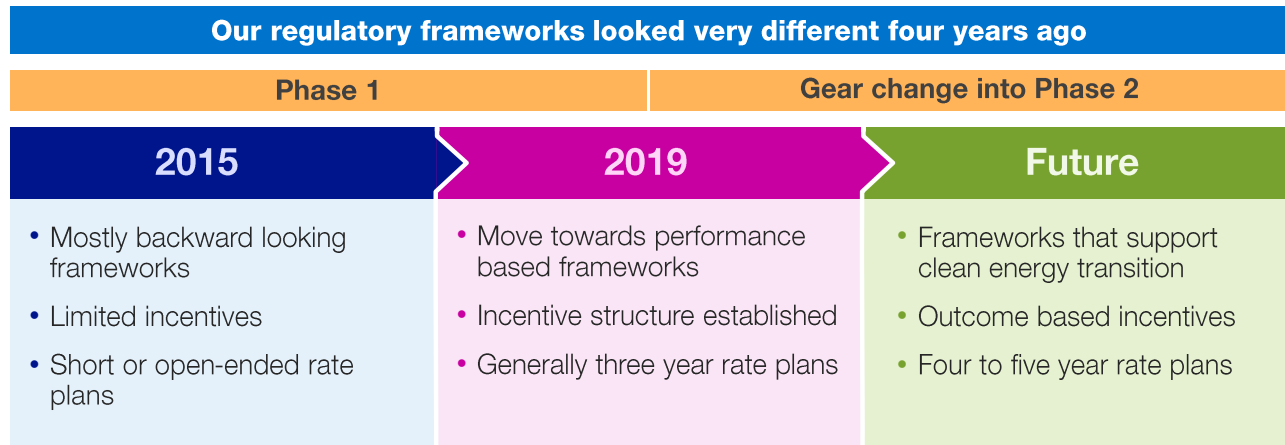 Our regulatory frameworks looked very different four years ago
Phase 1
Gear change into Phase 2
2015
2019
Future
• Mostly backward looking
frameworks
• Limited incentives
• Short or open-ended rate
plans
• Move towards performance
based frameworks
• Incentive structure established
• Generally three year rate plans
• Frameworks that support
clean energy transition
• Outcome based incentives
• Four to five year rate plans